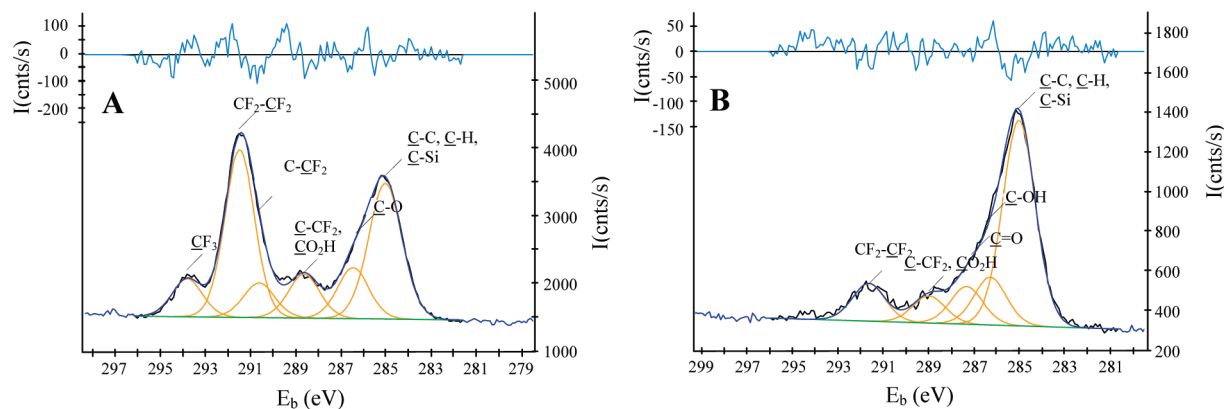 100
0
-100
-200
I(cnts/s)
A
CF2-CF2
C-CF2
C-C, C-H,
C-Si
C-O
C-CF2,
CO2H
CF3
5000
4000
3000
2000
1000
I(cnts/s)
297 295 293 291 289 287 285 283 281 279
Eb (eV)
50
0
-50
-100
-150
I(cnts/s)
B
C-C, C-H,
C-Si
C-OH
C=O
CF2-CF2
C-CF2, CO2H
1800
1600
1400
1200
1000
800
600
400
200
I(cnts/s)
299 297 295 293 291 289 287 285 283 281
Eb (eV)